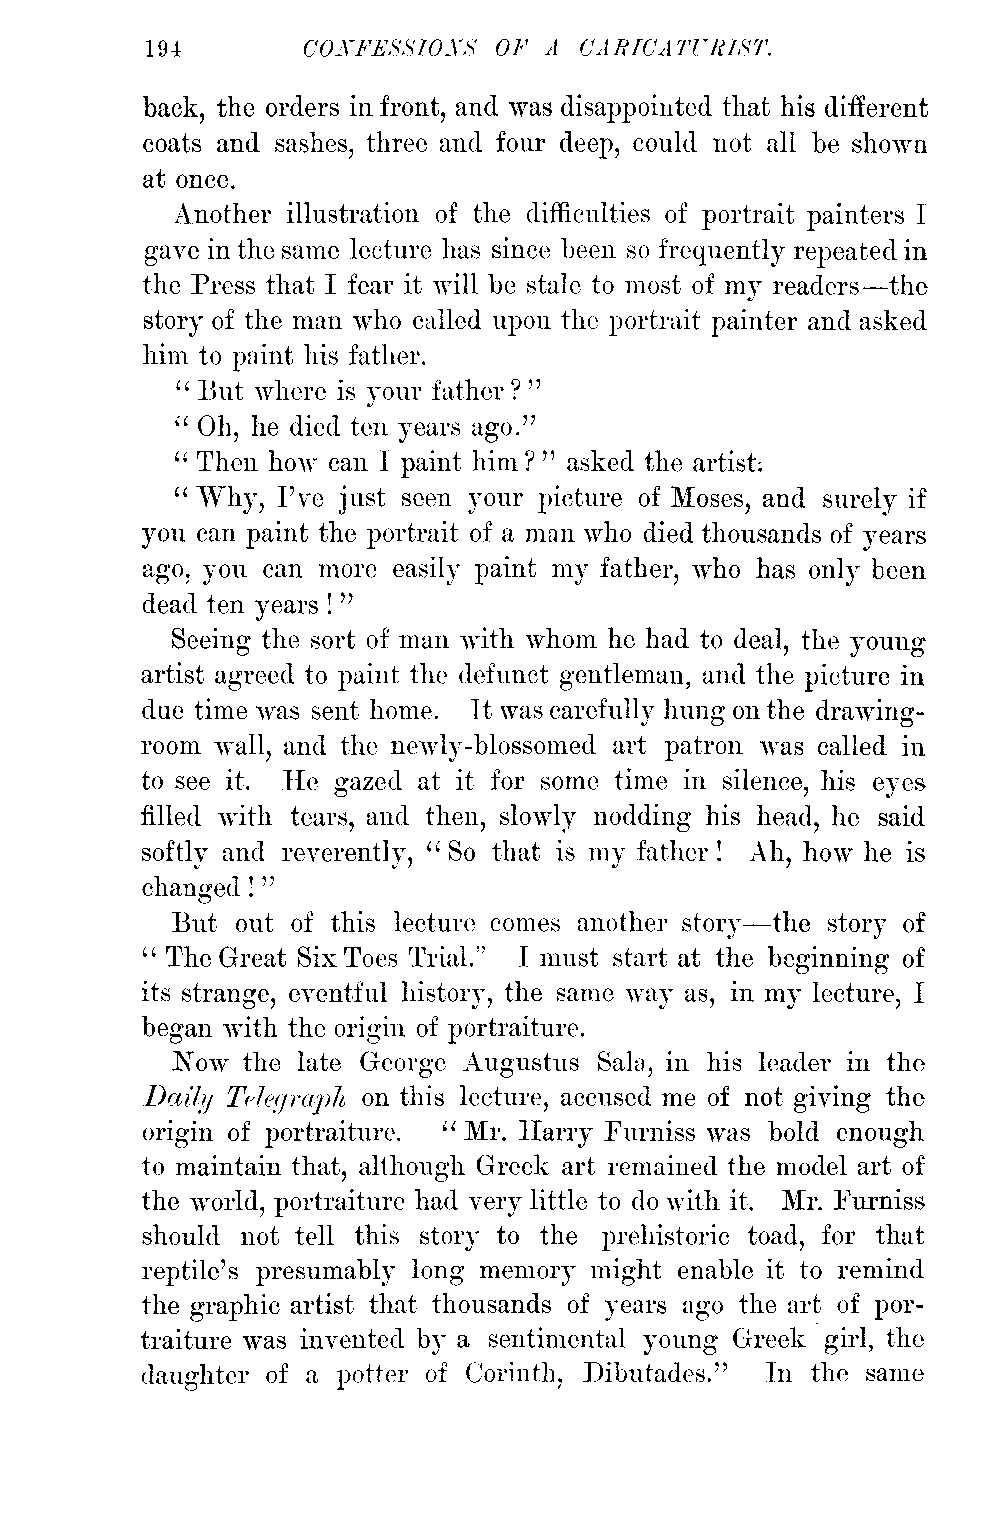 194 CONFESSIONS OF A CARICATURIST.
back, the orders in front, and was disappointed that his different
coats and sashes, three and four deep, could not all be shown
at once.
Another illustration of the difficulties of portrait painters I
gave in the same lecture has since been so frequently repeated in
the Press that I fear it will be stale to most of my readers—the
story of the man who called upon the portrait painter and asked
him to paint his father.
“ But where is your father ? ”
“ Oh, he died ten years ago.”
“ Then how can I paint him ? ” asked the artist.
“ Why, I’ve just seen your picture of Moses, and surely if
you can paint the portrait of a man who died thousands of years
ago, you can more easily paint my father, who has only been
dead ten years ! ”
Seeing the sort of man with whom he had to deal, the young
artist agreed to paint the defunct gentleman, and the picture in
due time was sent home. It was carefully hung on the drawing-
room wall, and the newly-blossomed art patron was called in
to see it. He gazed at it for some time in silence, his eyes
filled with tears, and then, slowly nodding his head, he said
softly and reverently, “ So that is my father ! Ah, how he is
changed ! ”
But out of this lecture comes another story—the story of
“ The Great Six Toes Trial.” I must start at the beginning of
its strange, eventful history, the same way as, in my lecture, I
began with the origin of portraiture.
Now the late George Augustus Sala, in his leader in the
Daily Telegraph on this lecture, accused me of not giving the
origin of portraiture. “ Mr. Harry Furniss was bold enough
to maintain that, although Greek art remained the model art of
the world, portraiture had very little to do with it. Mr. Furniss
should not tell this story to the prehistoric toad, for that
reptile’s presumably long memory might enable it to remind
the graphic artist that thousands of years ago the art of por-
traiture was invented by a sentimental young Greek girl, the
daughter of a potter of Corinth, Dibutades.” In the same